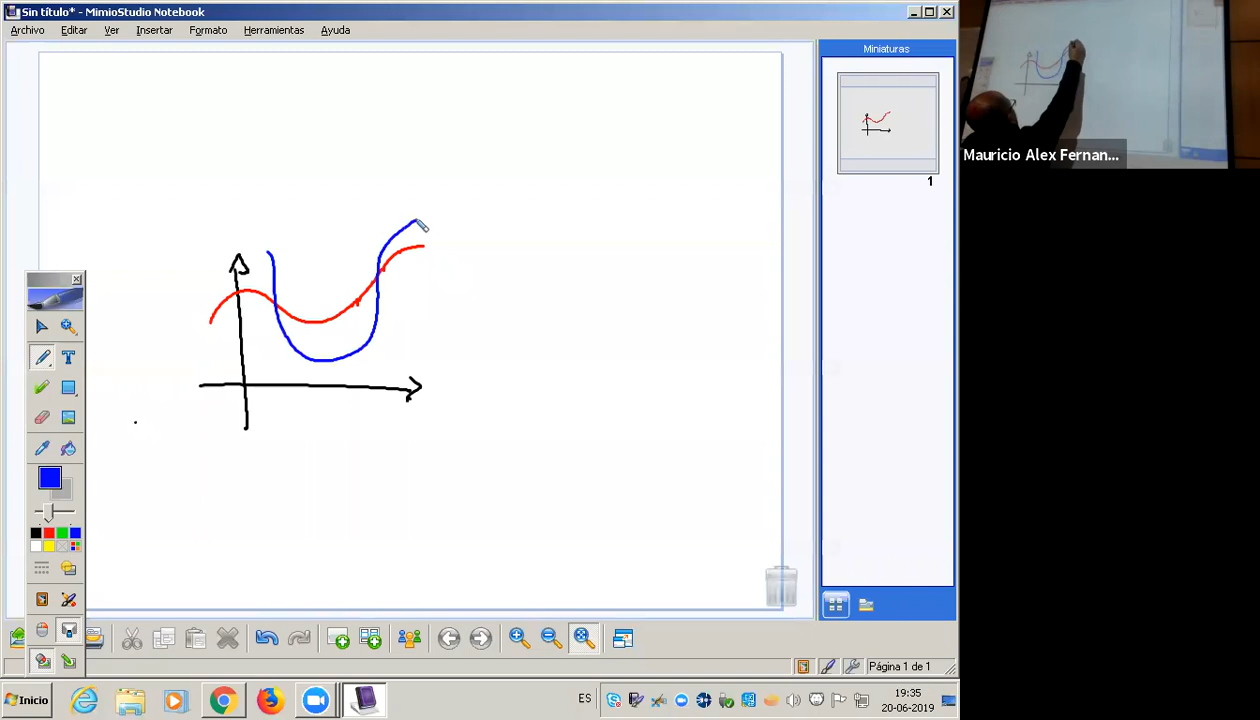 Sin título* - MimioStudio Notebook
Archivo Editar Ver Insertar Formato Herramientas Ayuda
Miniaturas
1
Mauricio Alex Fernan...
Página 1 de 1
Inicio
ES
19:35
20-06-2019